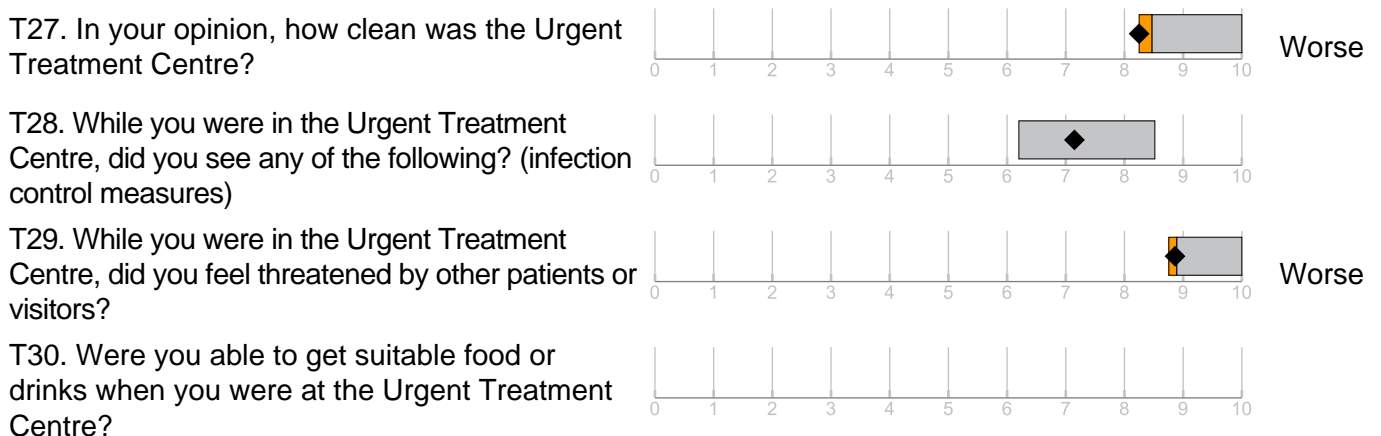 T27. In your opinion, how clean was the Urgent
Treatment Centre?
0 1 2 3 4 5 6 7 8 9 10
Worse
T28. While you were in the Urgent Treatment
Centre, did you see any of the following? (infection
control measures)
0 1 2 3 4 5 6 7 8 9 10
T29. While you were in the Urgent Treatment
Centre, did you feel threatened by other patients or
visitors?
0 1 2 3 4 5 6 7 8 9 10
Worse
T30. Were you able to get suitable food or
drinks when you were at the Urgent Treatment
Centre?
0 1 2 3 4 5 6 7 8 9 10